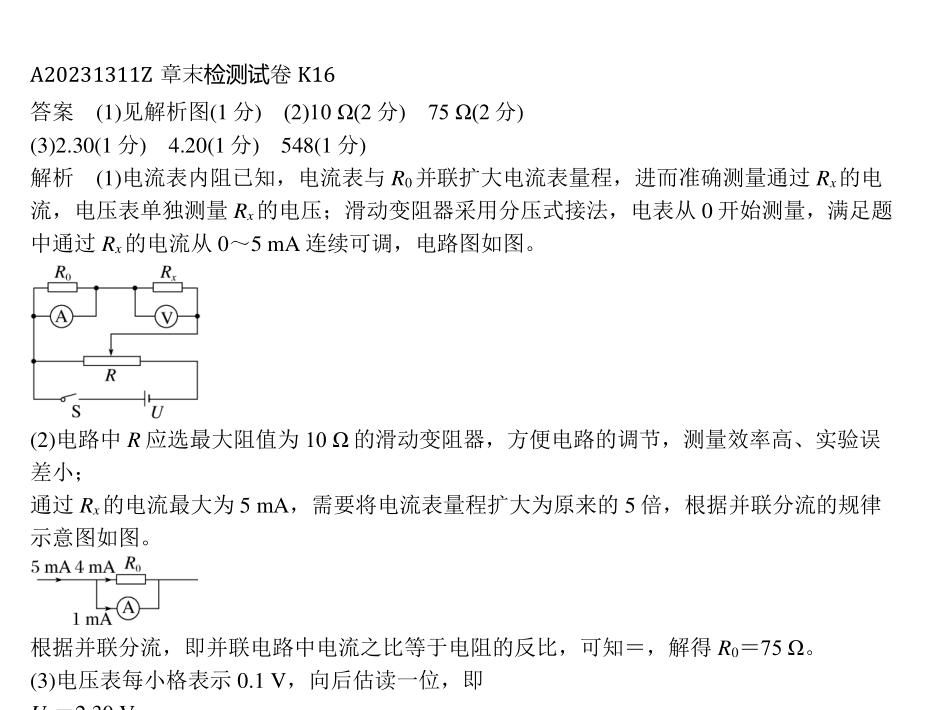 A20231311Z 章末检测试卷 K16
答案 (1)见解析图(1 分) (2)10 Ω(2 分) 75 Ω(2 分)
(3)2.30(1 分) 4.20(1 分) 548(1 分)
解析 (1)电流表内阻已知，电流表与 R0 并联扩大电流表量程，进而准确测量通过 Rx 的电
流，电压表单独测量 Rx 的电压；滑动变阻器采用分压式接法，电表从 0 开始测量，满足题
中通过 Rx 的电流从 0～5 mA 连续可调，电路图如图。
R0 Rx
A V
R
S U
(2)电路中 R 应选最大阻值为 10 Ω 的滑动变阻器，方便电路的调节，测量效率高、实验误
差小；
通过 Rx 的电流最大为 5 mA，需要将电流表量程扩大为原来的 5 倍，根据并联分流的规律
示意图如图。
5 mA 4 mA R0
A
1 mA
根据并联分流，即并联电路中电流之比等于电阻的反比，可知＝，解得 R0＝75 Ω。
(3)电压表每小格表示 0.1 V，向后估读一位，即